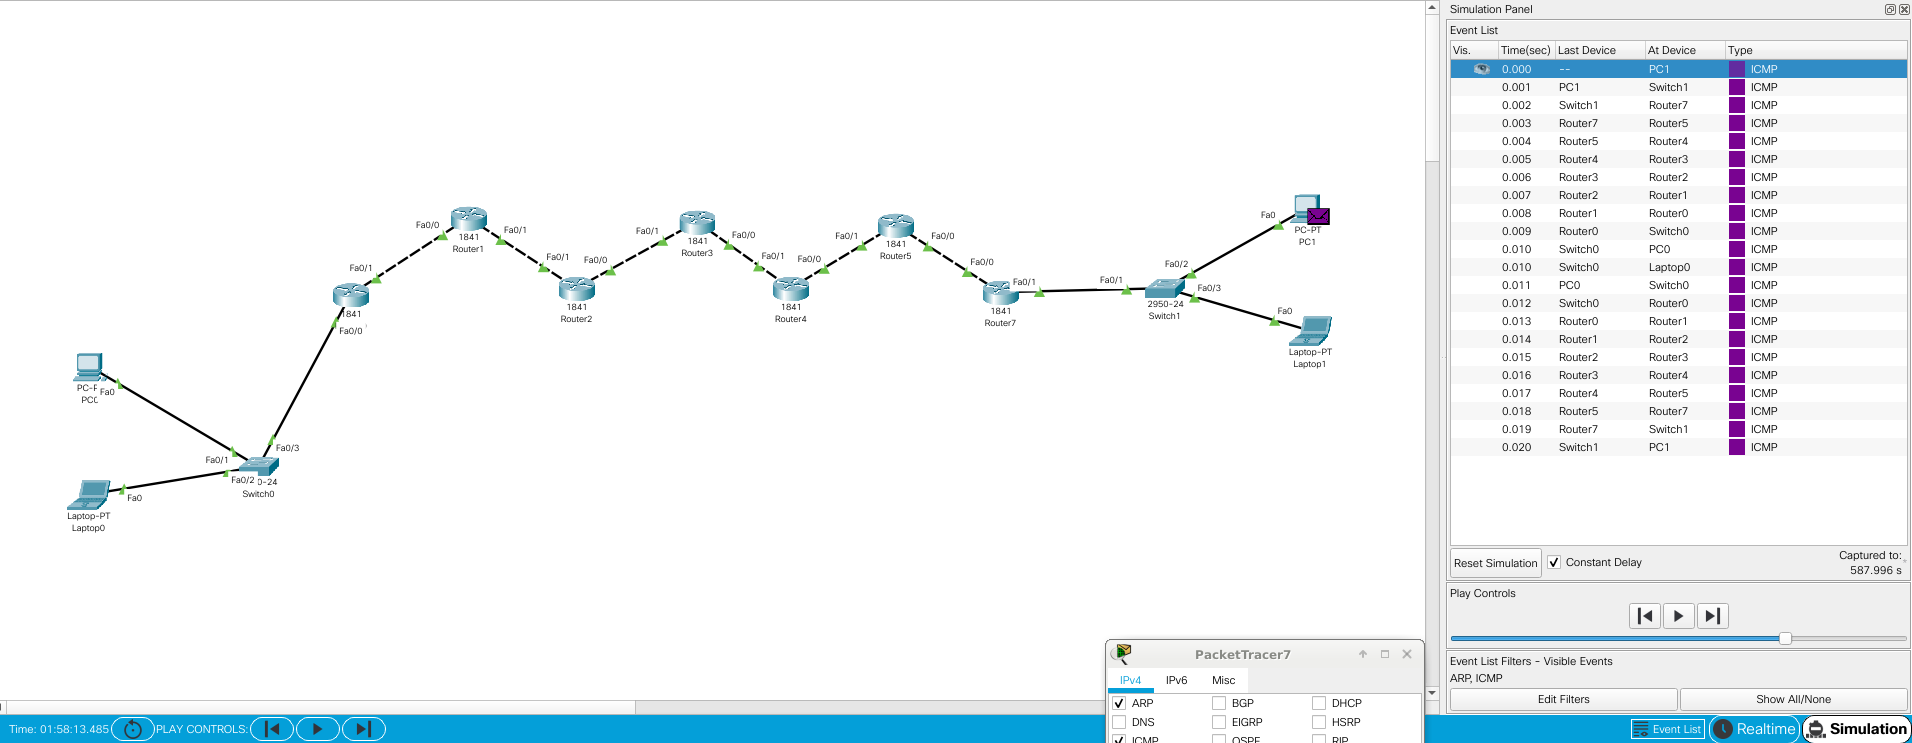 Simulation Panel
Event List
Vis. Time(sec) Last Device At Device Type
0.000 -- PC1 ICMP
0.001 PC1 Switch1 ICMP
0.002 Switch1 Router7 ICMP
0.003 Router7 Router5 ICMP
0.004 Router5 Router4 ICMP
0.005 Router4 Router3 ICMP
0.006 Router3 Router2 ICMP
0.007 Router2 Router1 ICMP
0.008 Router1 Router0 ICMP
0.009 Router0 Switch0 ICMP
0.010 Switch0 PC0 ICMP
0.010 Switch0 Laptop0 ICMP
0.011 PC0 Switch0 ICMP
0.012 Switch0 Router0 ICMP
0.013 Router0 Router1 ICMP
0.014 Router1 Router2 ICMP
0.015 Router2 Router3 ICMP
0.016 Router3 Router4 ICMP
0.017 Router4 Router5 ICMP
0.018 Router5 Router7 ICMP
0.019 Router7 Switch1 ICMP
0.020 Switch1 PC1 ICMP
Reset Simulation Constant Delay Captured to:
587.996 s
Play Controls
Event List Filters - Visible Events
ARP, ICMP
Edit Filters Show All/None
Fa0/0
Fa0/1
1841
Router1
Fa0/1
1841
Fa0/0
Fa0/1
Fa0/0
1841
Router2
Fa0/1
Fa0/0
1841
Router3
Fa0/1
Fa0/0
1841
Router4
Fa0/1
Fa0/0
1841
Router5
Fa0/0
Fa0/1
1841
Router7
Fa0/1
Fa0/2
Fa0/3
2950-24
Switch1
Fa0
PC-PT
PC1
Fa0
Laptop-PT
Laptop1
Fa0
Fa0/3
Fa0/1
Fa0/2
Switch0
Fa0
Laptop-PT
Laptop0
PacketTracer7
IPv4 IPv6 Misc
ARP BGP DHCP
DNS EIGRP HSRP
ICMP OSPF RIP
Time: 01:58:13.485 PLAY CONTROLS: Event List Realtime Simulation